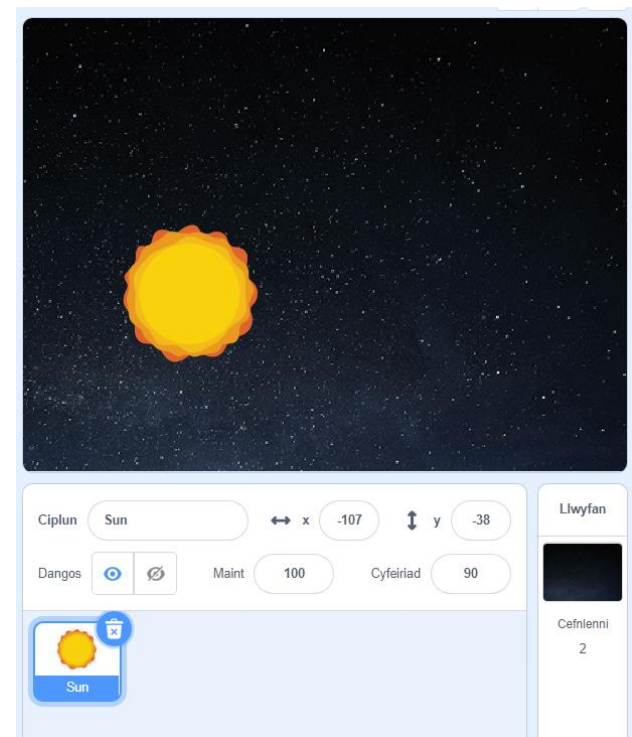 Ciplun Sun x -107 y -38
Dangos Maint 100 Cyfeiriad 90
Sun
Llwyfan
Cefnlenni
2